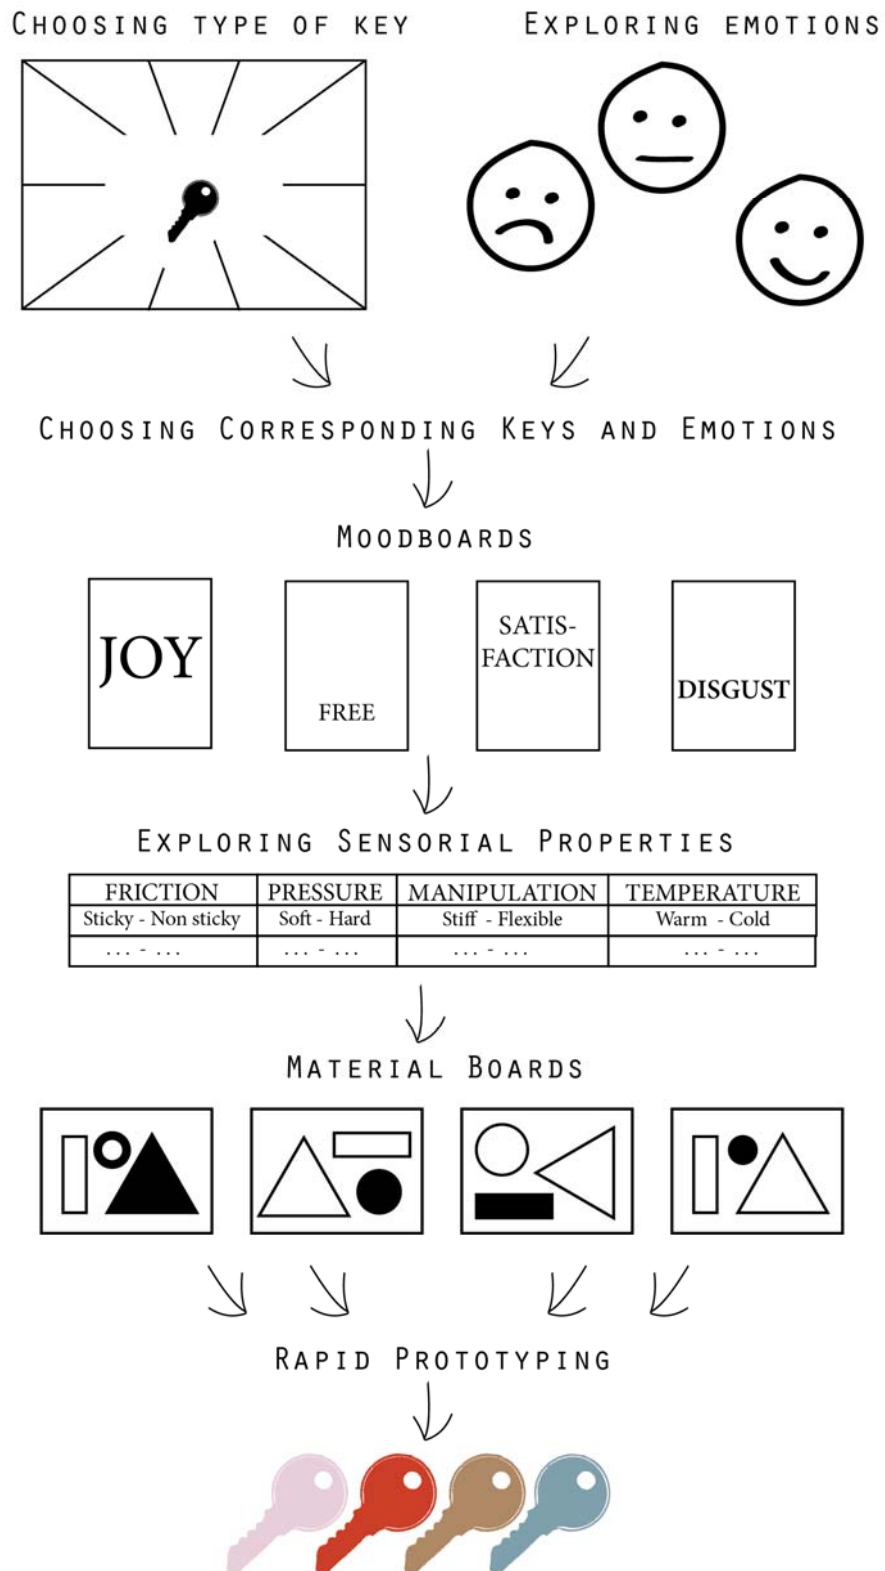 CHOOSING TYPE OF KEY
EXPLORING EMOTIONS
CHOOSING CORRESPONDING KEYS AND EMOTIONS
MOODBOARDS
JOY
FREE
SATIS-
FACTION
DISGUST
EXPLORING SENSORIAL PROPERTIES
FRICTION PRESSURE MANIPULATION TEMPERATURE
Sticky - Non sticky Soft - Hard Stiff - Flexible Warm - Cold
... - ... ... - ... ... - ... ... - ...
MATERIAL BOARDS
RAPID PROTOTYPING